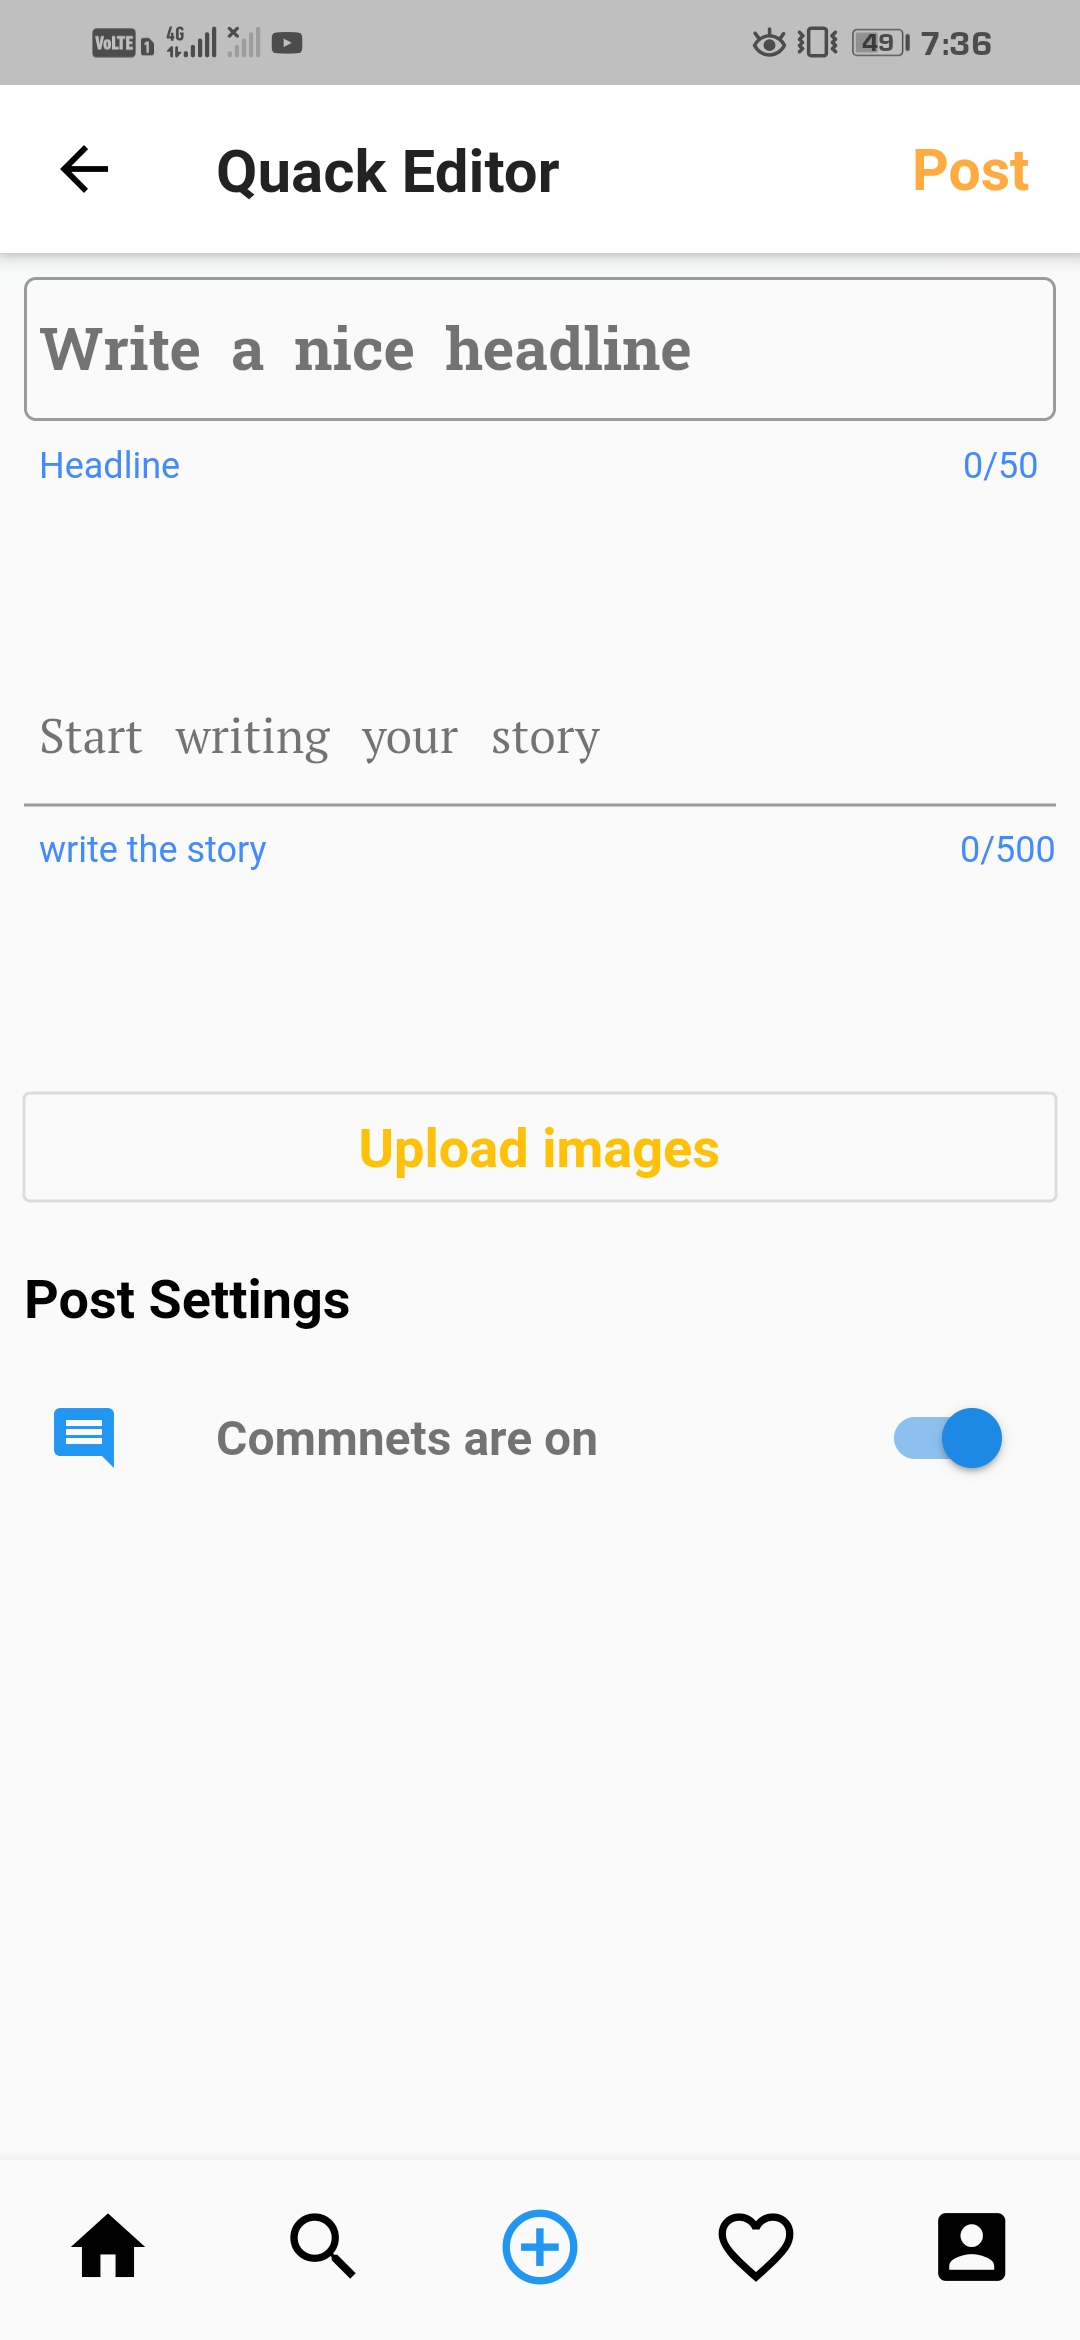 VoLTE 1 4G 49 7:36
Quack Editor Post
Write a nice headline
Headline 0/50
Start writing your story
write the story 0/500
Upload images
Post Settings
Commnets are on